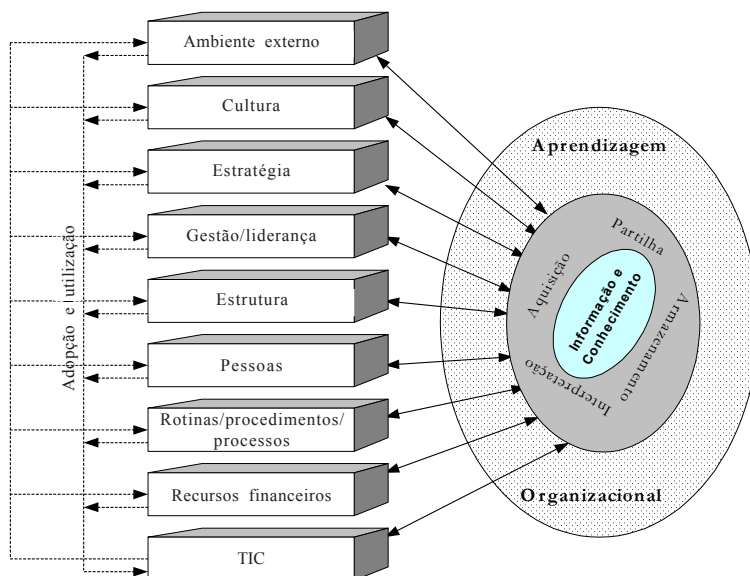 Ambiente externo
Cultura
Estratégia
Gestão/liderança
Estrutura
Pessoas
Rotinas/procedimentos/
processos
Recursos financeiros
TIC
Adopção e utilização
Aprendizagem
Partilha
Aquisição
Informação e
Conhecimento
Armazenamento
Interpretação
Organizacional